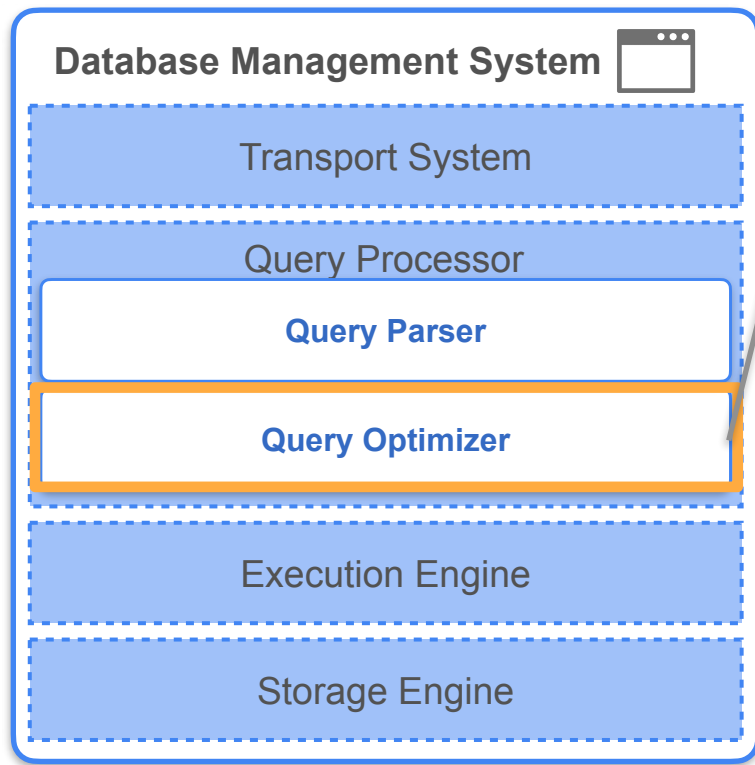 Database Management System
Transport System
Query Processor
Query Parser
Query Optimizer
Execution Engine
Storage Engine